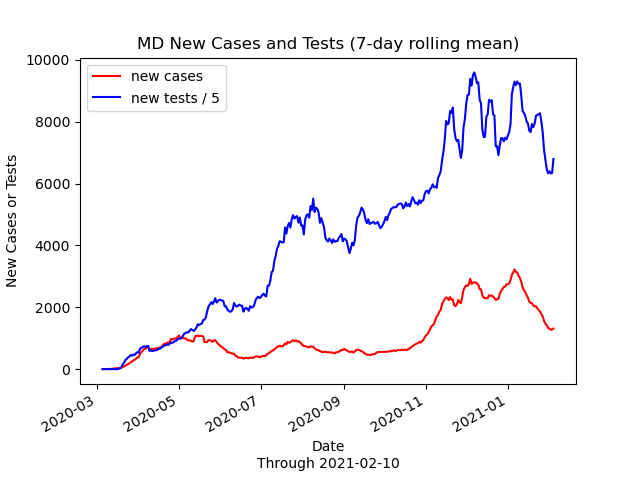 MD New Cases and Tests (7-day rolling mean)
new cases
new tests / 5
New Cases or Tests
10000
8000
6000
4000
2000
0
2020-03
2020-05
2020-07
2020-09
2020-11
2021-01
Date
Through 2021-02-10